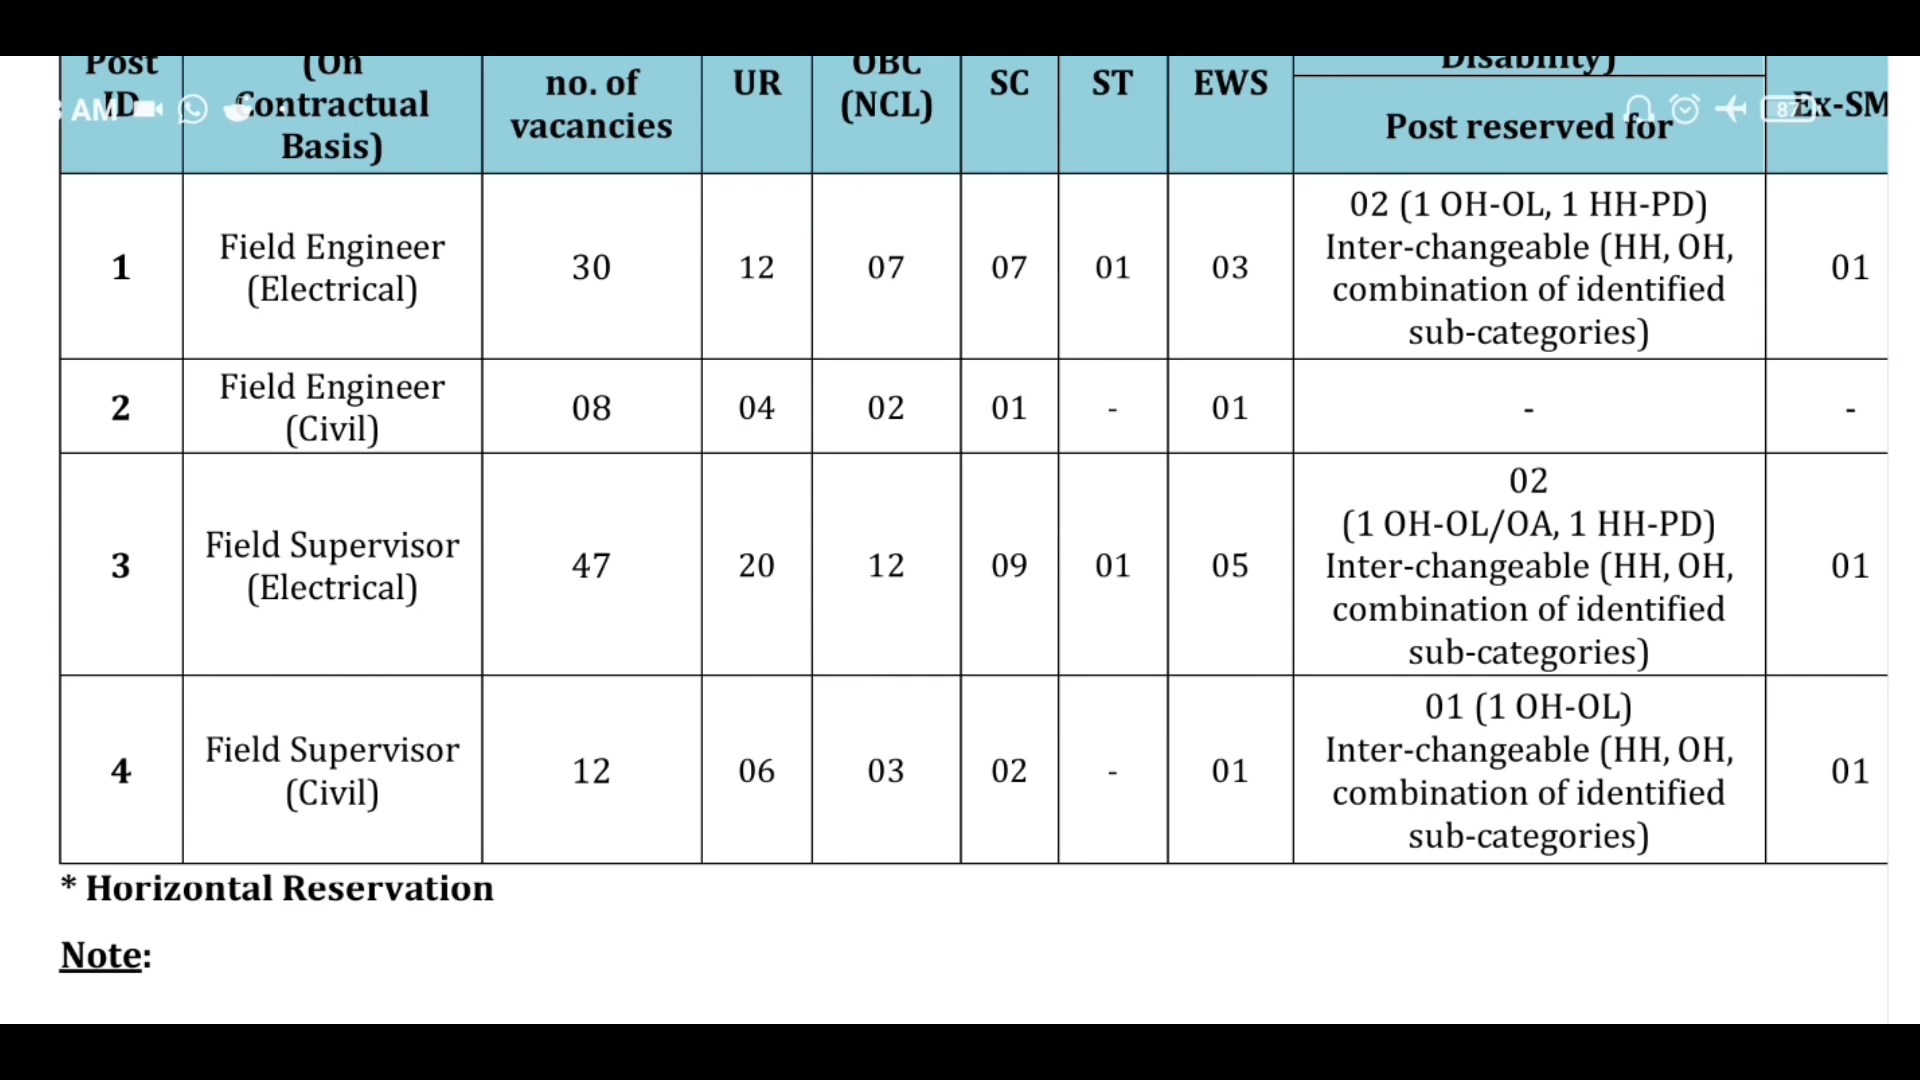 Post ID
(On Contractual Basis)
no. of vacancies
UR
OBC (NCL)
SC
ST
EWS
Disability)
Post reserved for
Ex-SM
AM
87
1
Field Engineer (Electrical)
30
12
07
07
01
03
02 (1 OH-OL, 1 HH-PD)
Inter-changeable (HH, OH,
combination of identified
sub-categories)
01
2
Field Engineer (Civil)
08
04
02
01
-
01
-
-
3
Field Supervisor (Electrical)
47
20
12
09
01
05
02
(1 OH-OL/OA, 1 HH-PD)
Inter-changeable (HH, OH,
combination of identified
sub-categories)
01
4
Field Supervisor (Civil)
12
06
03
02
-
01
01 (1 OH-OL)
Inter-changeable (HH, OH,
combination of identified
sub-categories)
01
* Horizontal Reservation
Note: